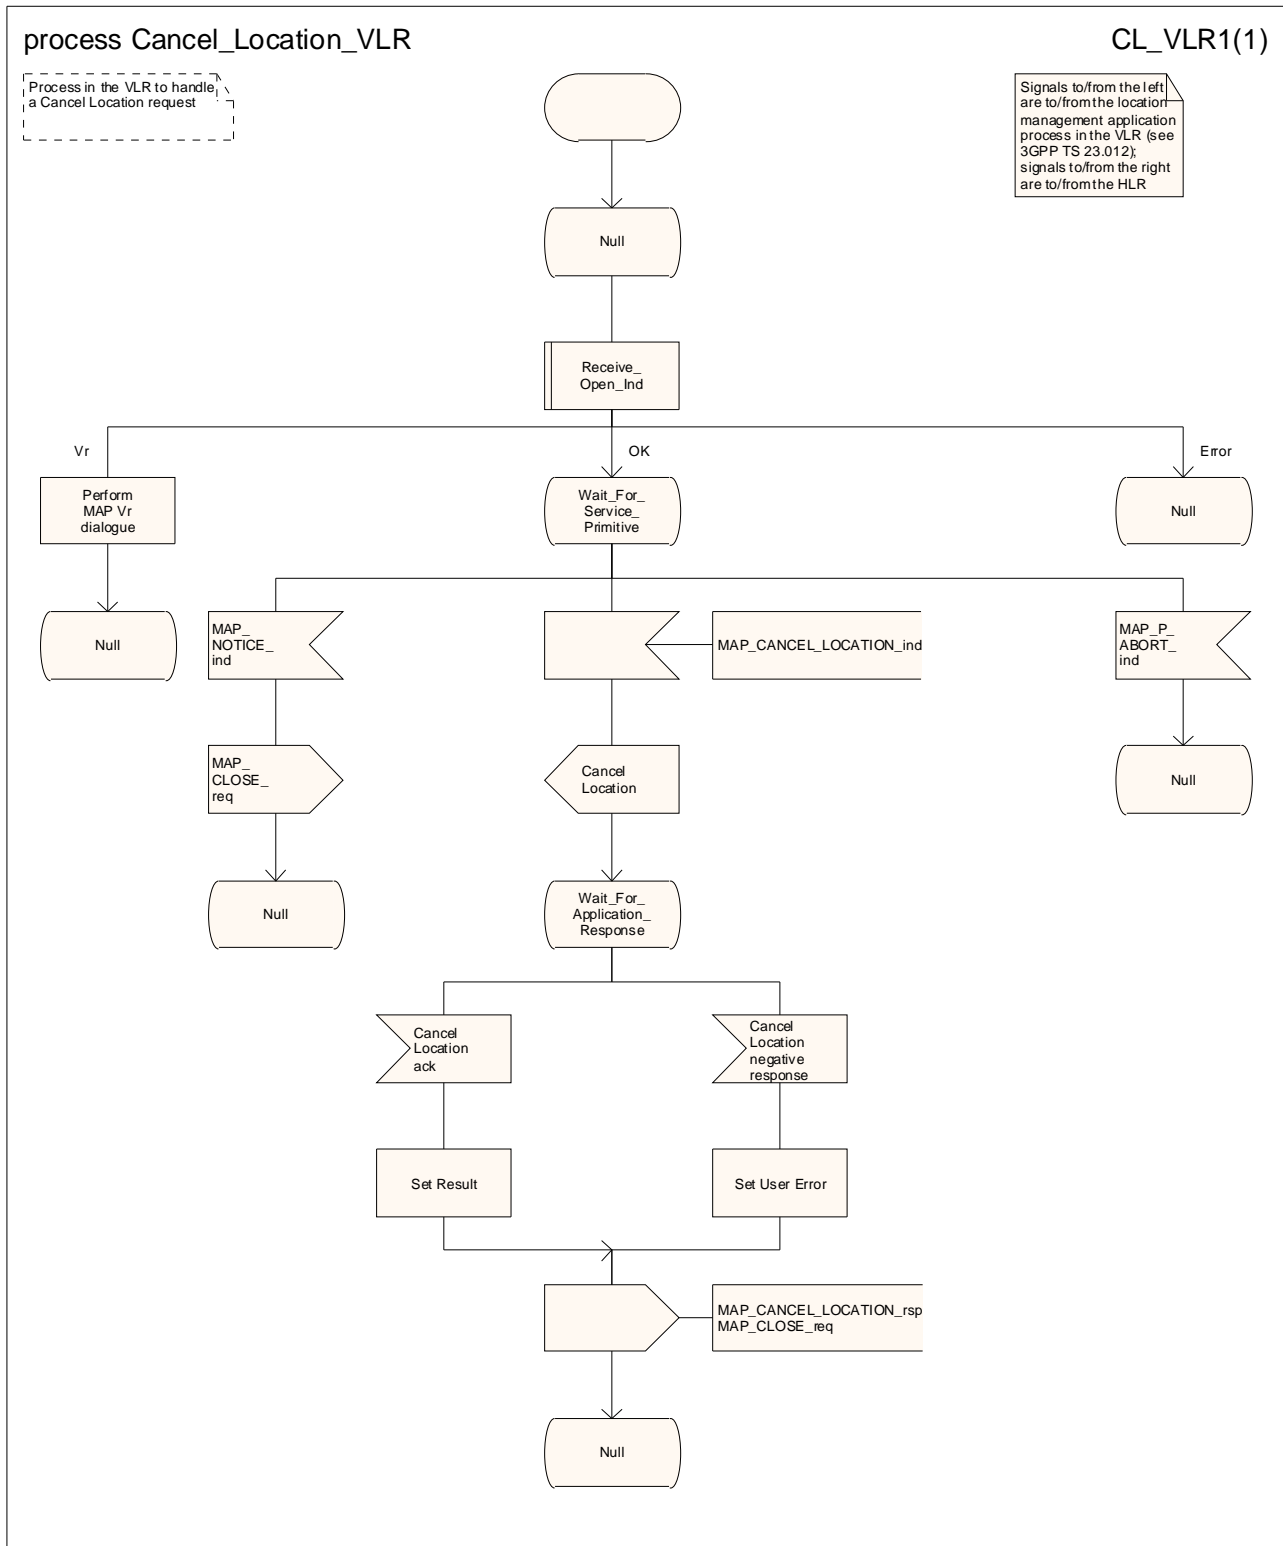 process Cancel_Location_VLR
CL_VLR1(1)
Process in the VLR to handle
a Cancel Location request
Signals to/from the left
are to/from the location
management application
process in the VLR (see
3GPP TS 23.012);
signals to/from the right
are to/from the HLR
Null
Receive_
Open_Ind
Vr
OK
Error
Perform
MAP Vr
dialogue
Wait_For_
Service_
Primitive
Null
Null
MAP_
NOTICE_
ind
MAP_CANCEL_LOCATION_ind
MAP_P_
ABORT_
ind
MAP_
CLOSE_
req
Cancel
Location
Null
Null
Wait_For_
Application_
Response
Cancel
Location
ack
Cancel
Location
negative
response
Set Result
Set User Error
MAP_CANCEL_LOCATION_rsp
MAP_CLOSE_req
Null